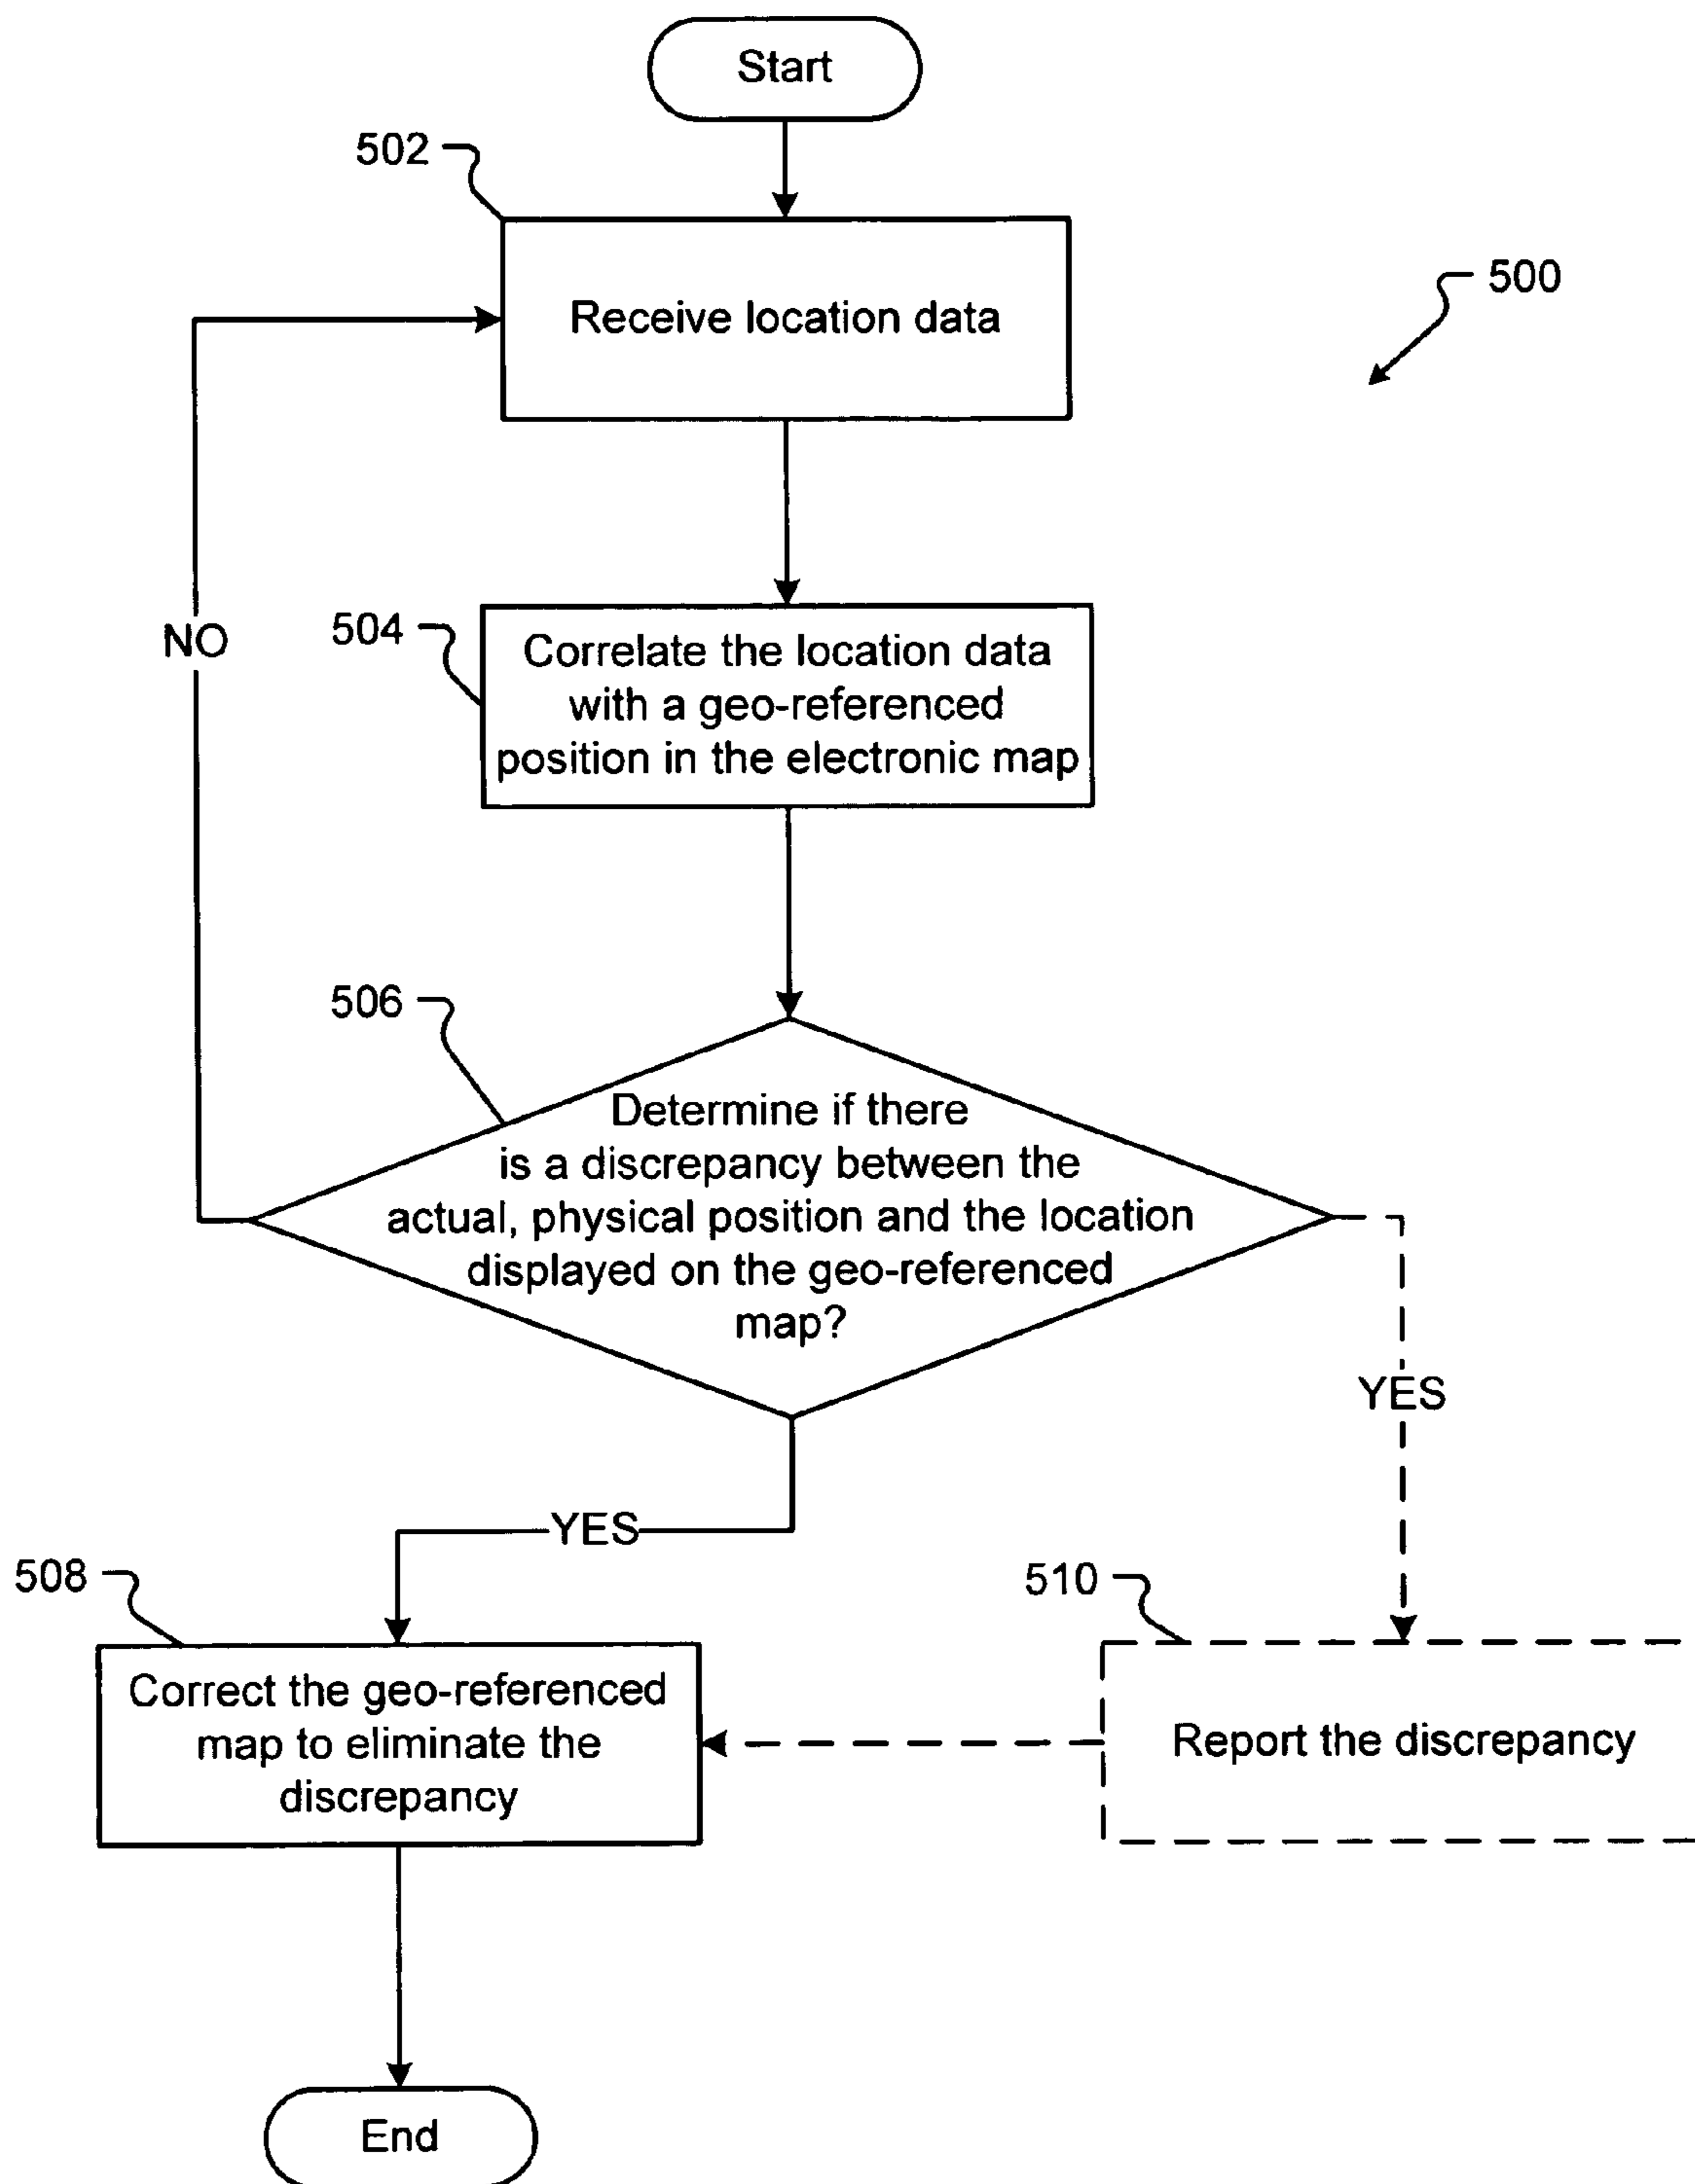 Start
502
Receive location data
500
NO
504
Correlate the location data
with a geo-referenced
position in the electronic map
506
Determine if there
is a discrepancy between the
actual, physical position and the location
displayed on the geo-referenced
map?
YES
YES
508
Correct the geo-referenced
map to eliminate the
discrepancy
510
Report the discrepancy
End